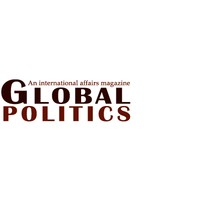 An international affairs magazine
GLOBAL
POLITICS